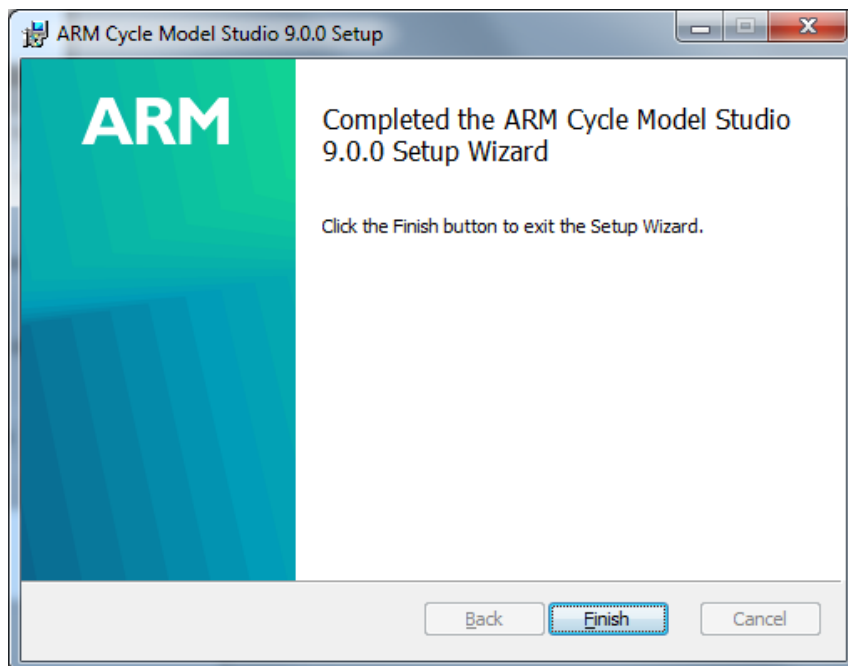 ARM Cycle Model Studio 9.0.0 Setup
ARM
Completed the ARM Cycle Model Studio
9.0.0 Setup Wizard
Click the Finish button to exit the Setup Wizard.
Back
Finish
Cancel